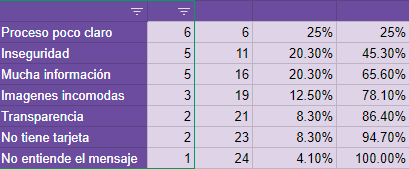 Proceso poco claro 6 6 25% 25%
Inseguridad 5 11 20.30% 45.30%
Mucha información 5 16 20.30% 65.60%
Imagenes incomodas 3 19 12.50% 78.10%
Transparencia 2 21 8.30% 86.40%
No tiene tarjeta 2 23 8.30% 94.70%
No entiende el mensaje 1 24 4.10% 100.00%